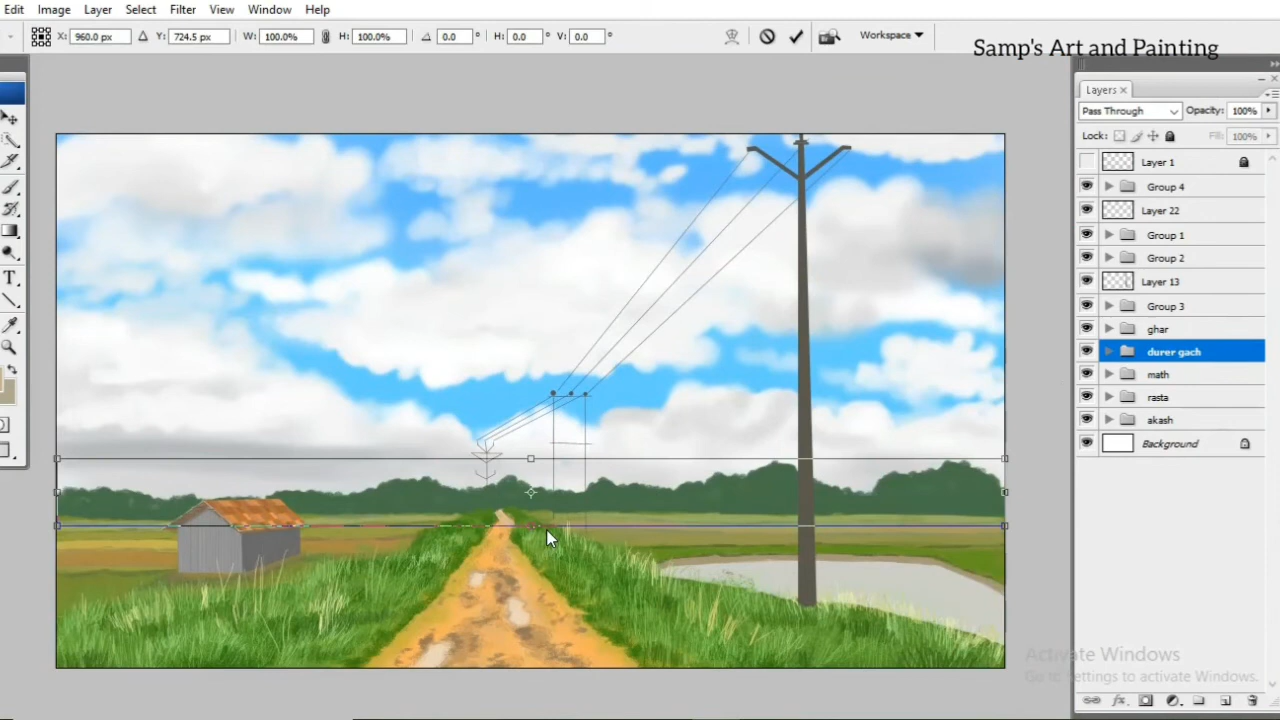 Edit Image Layer Select Filter View Window Help
X: 960.0 px Y: 724.5 px W: 100.0% H: 100.0% 0.0 ° H: 0.0 ° V: 0.0 ° Workspace
Samp's Art and Painting
Layers
Pass Through Opacity: 100%
Lock: Fill: 100%
Layer 1
Group 4
Layer 22
Group 1
Group 2
Layer 13
Group 3
ghar
durer gach
math
rasta
akash
Background
Activate Windows
Go to Settings to activate Windows.